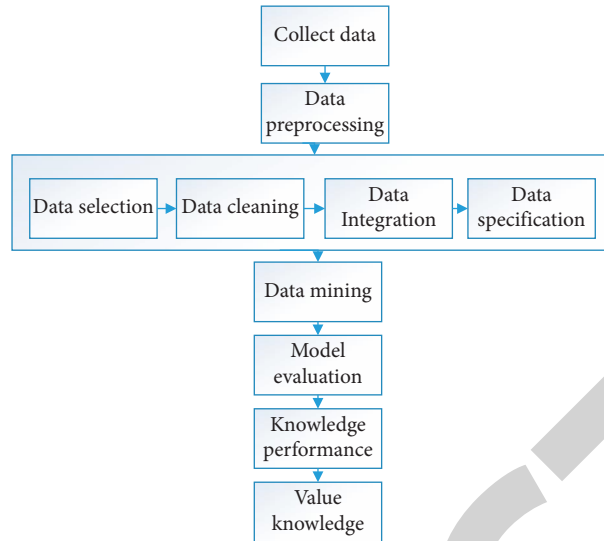 Collect data
Data
preprocessing
Data selection
Data cleaning
Data
Integration
Data
specification
Data mining
Model
evaluation
Knowledge
performance
Value
knowledge